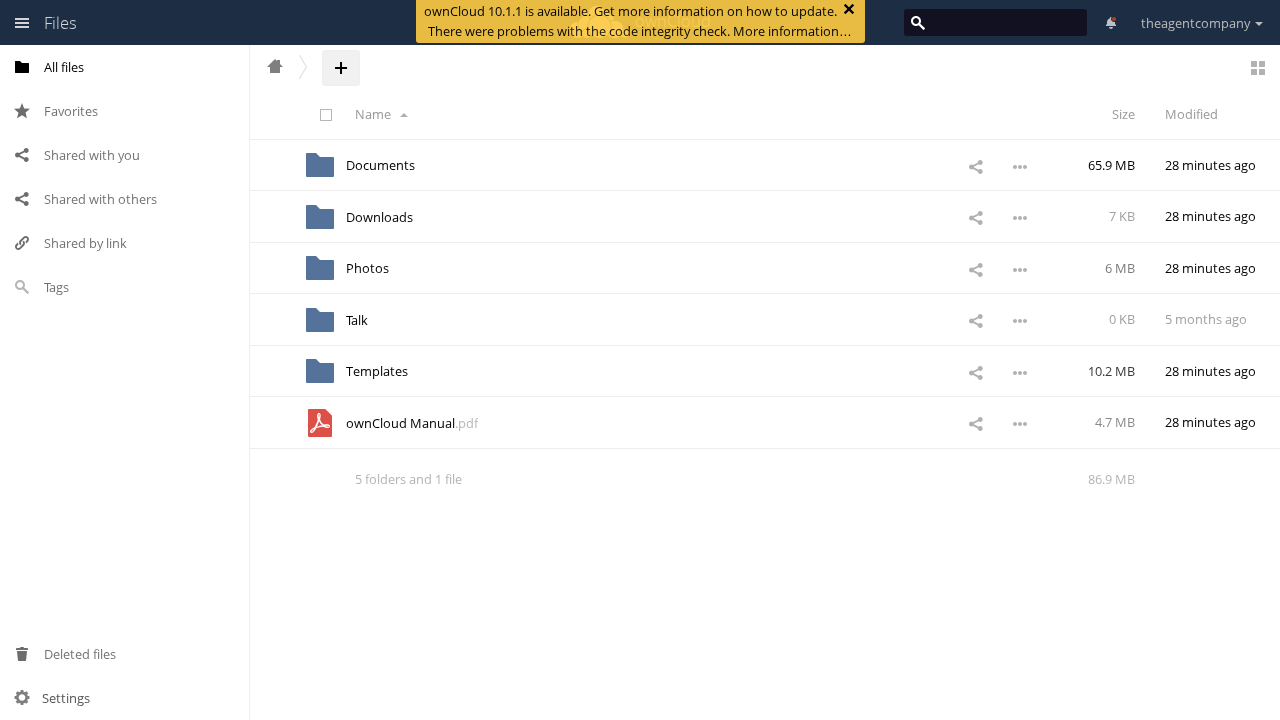 Files
ownCloud 10.1.1 is available. Get more information on how to update.
There were problems with the code integrity check. More information…
theagentcompany
All files
Favorites
Shared with you
Shared with others
Shared by link
Tags
Deleted files
Settings
Name Size Modified
Documents 65.9 MB 28 minutes ago
Downloads 7 KB 28 minutes ago
Photos 6 MB 28 minutes ago
Talk 0 KB 5 months ago
Templates 10.2 MB 28 minutes ago
ownCloud Manual.pdf 4.7 MB 28 minutes ago
5 folders and 1 file 86.9 MB